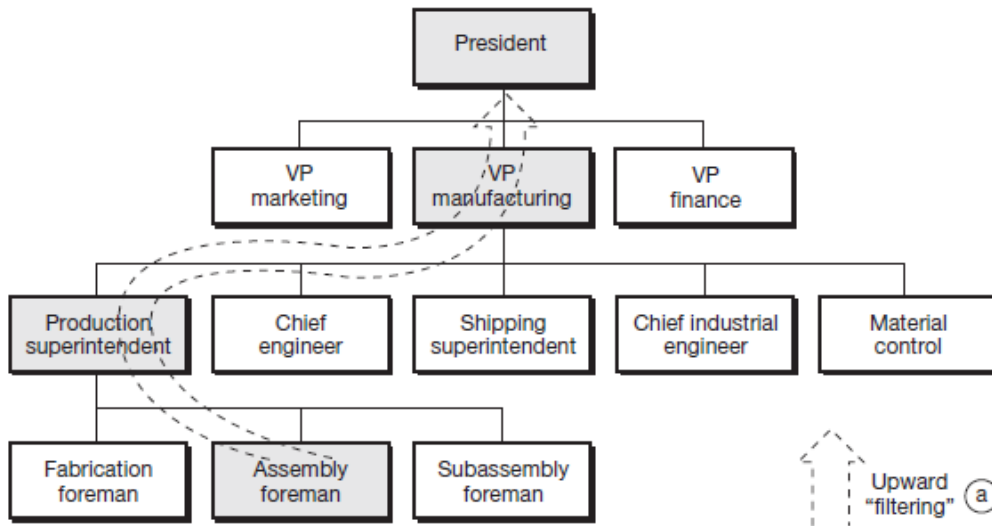 President
VP
marketing
VP
manufacturing
VP
finance
Production
superintendent
Chief
engineer
Shipping
superintendent
Chief industrial
engineer
Material
control
Fabrication
foreman
Assembly
foreman
Subassembly
foreman
Upward
“filtering” a